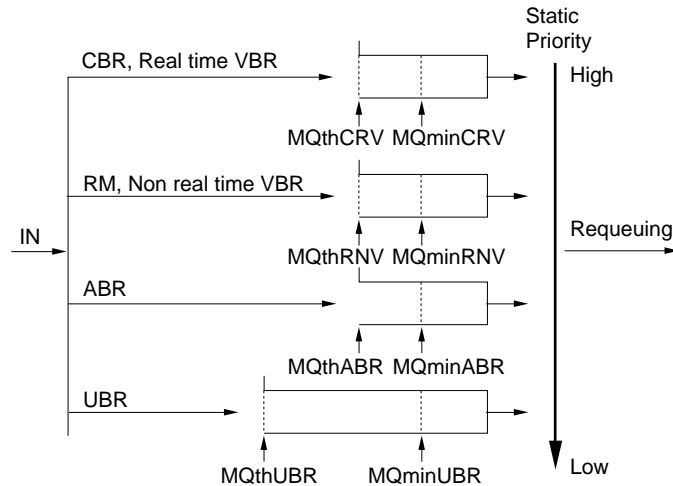 Static
Priority
CBR, Real time VBR
High
MQthCRV MQminCRV
RM, Non real time VBR
IN
Requeuing
MQthRNV MQminRNV
ABR
MQthABR MQminABR
UBR
Low
MQthUBR MQminUBR